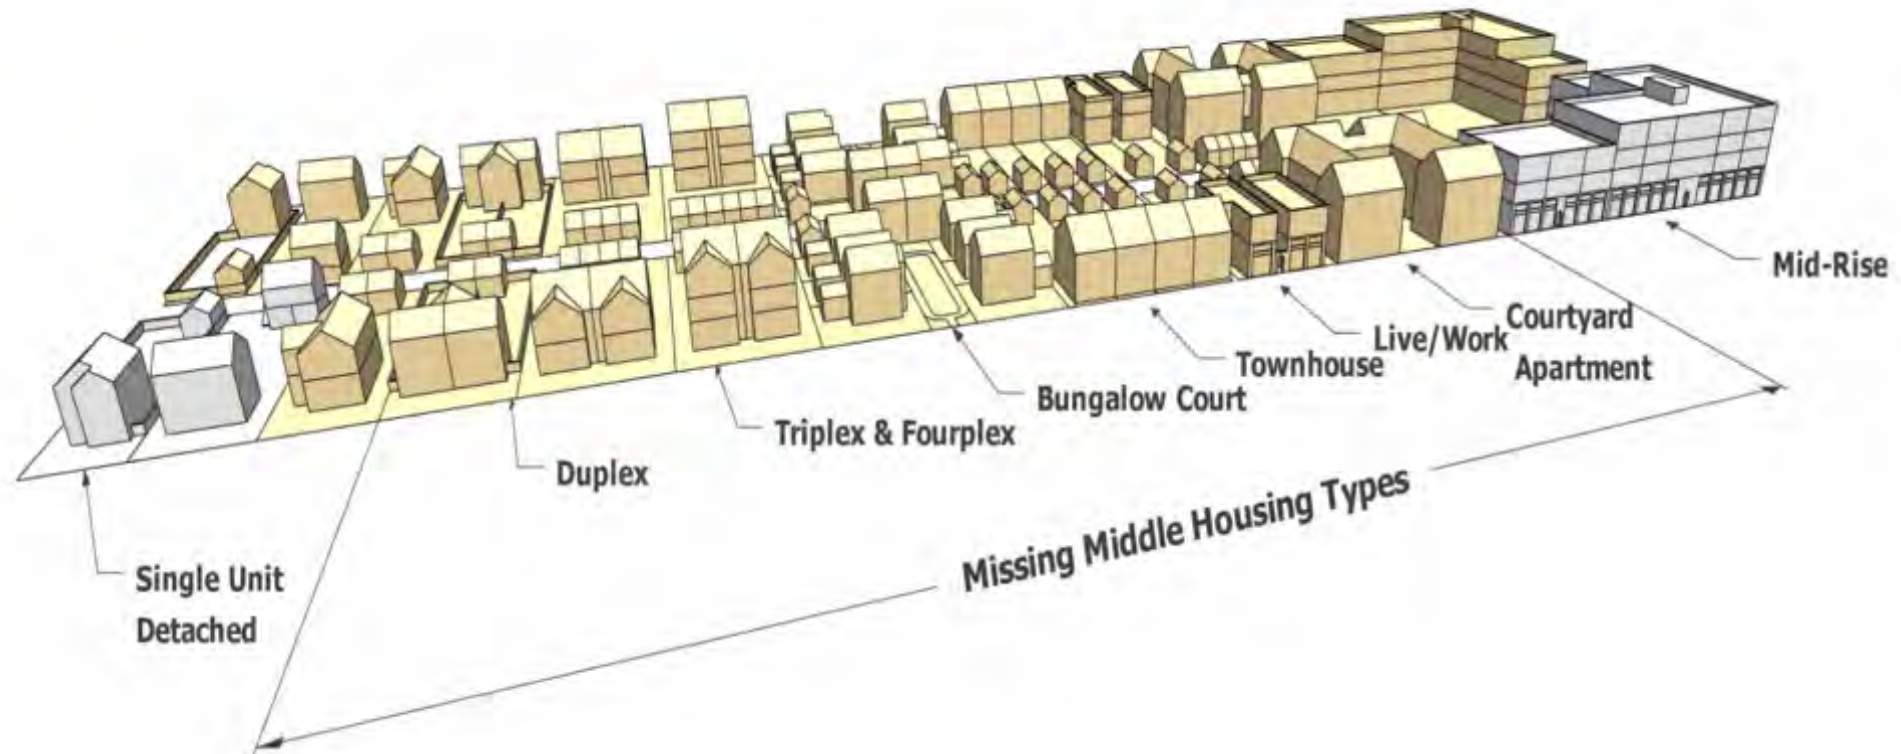 Single Unit
Detached
Duplex
Triplex & Fourplex
Bungalow Court
Townhouse
Live/Work
Courtyard
Apartment
Mid-Rise
Missing Middle Housing Types